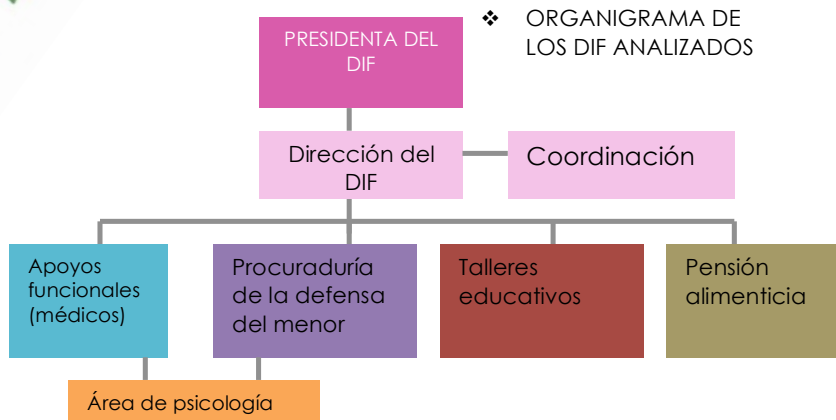 PRESIDENTA DEL
DIF
❖ ORGANIGRAMA DE
LOS DIF ANALIZADOS
Dirección del
DIF
Coordinación
Apoyos
funcionales
(médicos)
Procuraduría
de la defensa
del menor
Talleres
educativos
Pensión
alimenticia
Área de psicología